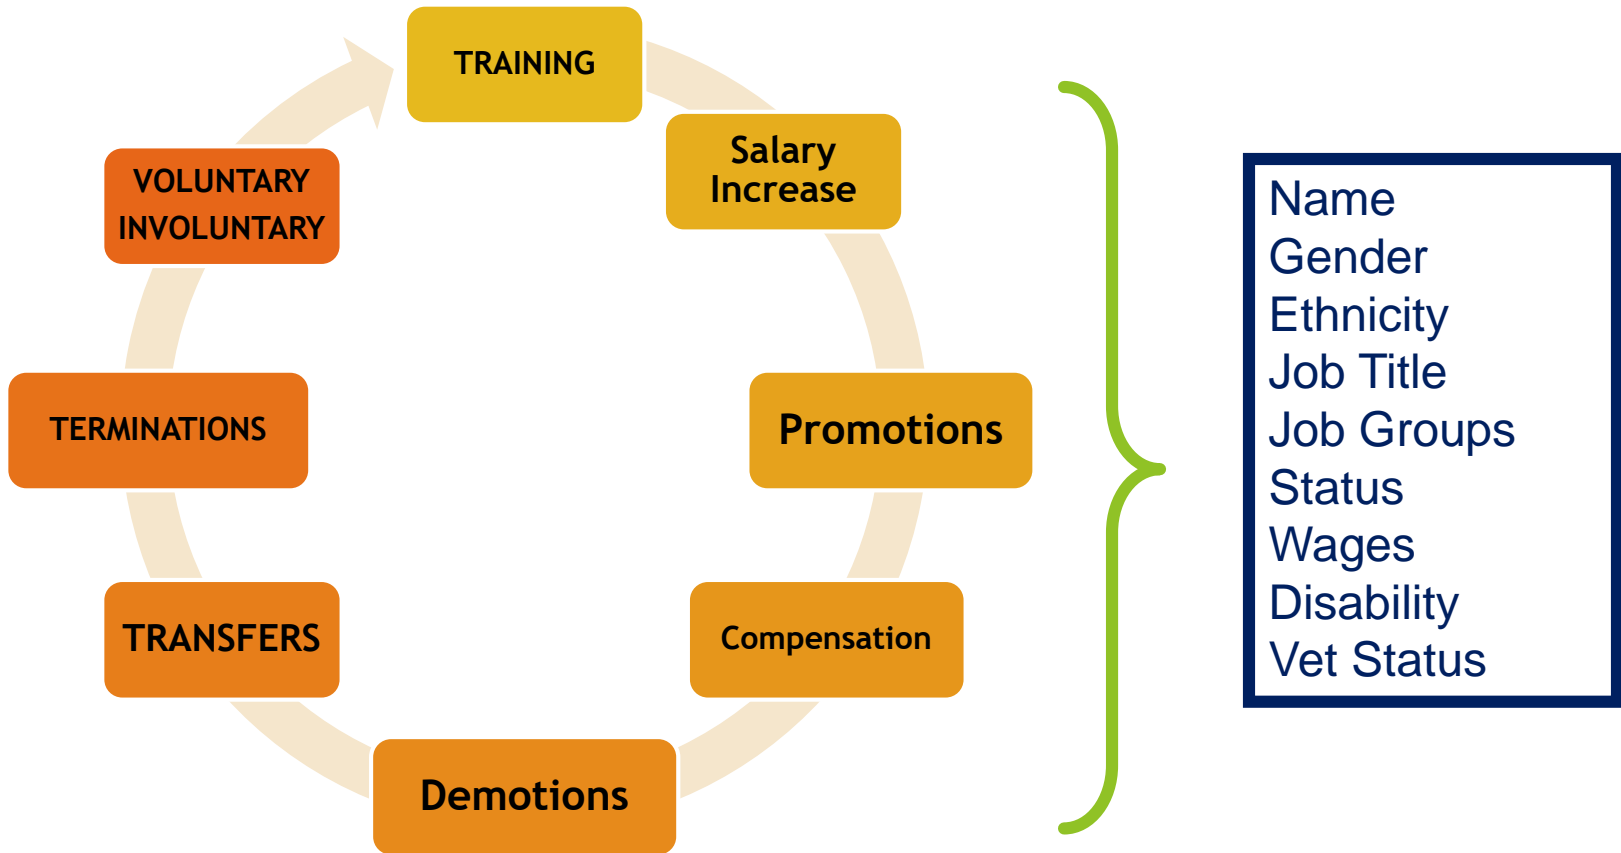 TRAINING
Salary
Increase
Promotions
Compensation
Demotions
TRANSFERS
TERMINATIONS
VOLUNTARY
INVOLUNTARY
Name
Gender
Ethnicity
Job Title
Job Groups
Status
Wages
Disability
Vet Status